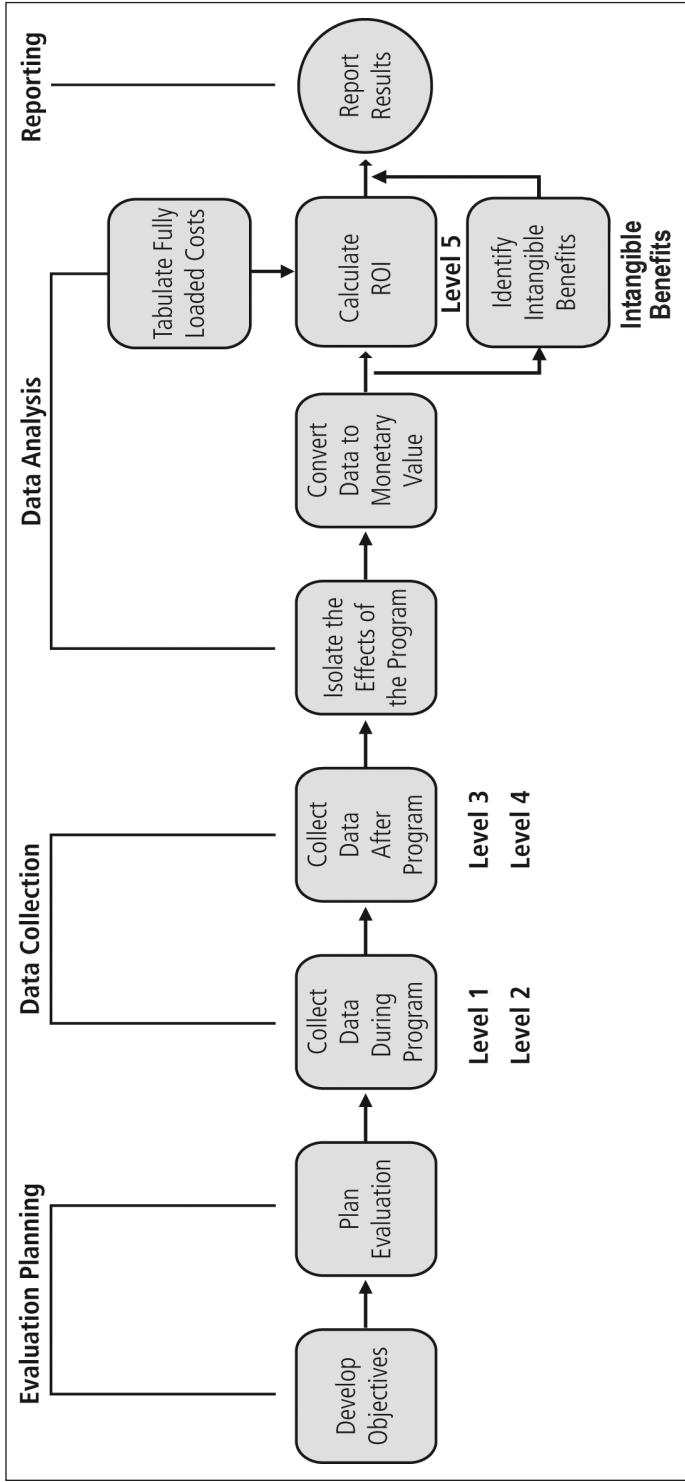 Evaluation Planning
Data Collection
Data Analysis
Reporting
Develop
Objectives
Plan
Evaluation
Collect
Data
During
Program
Level 1
Level 2
Collect
Data
After
Program
Level 3
Level 4
Isolate the
Effects of
the Program
Convert
Data to
Monetary
Value
Tabulate Fully
Loaded Costs
Calculate
ROI
Level 5
Identify
Intangible
Benefits
Intangible
Benefits
Report
Results